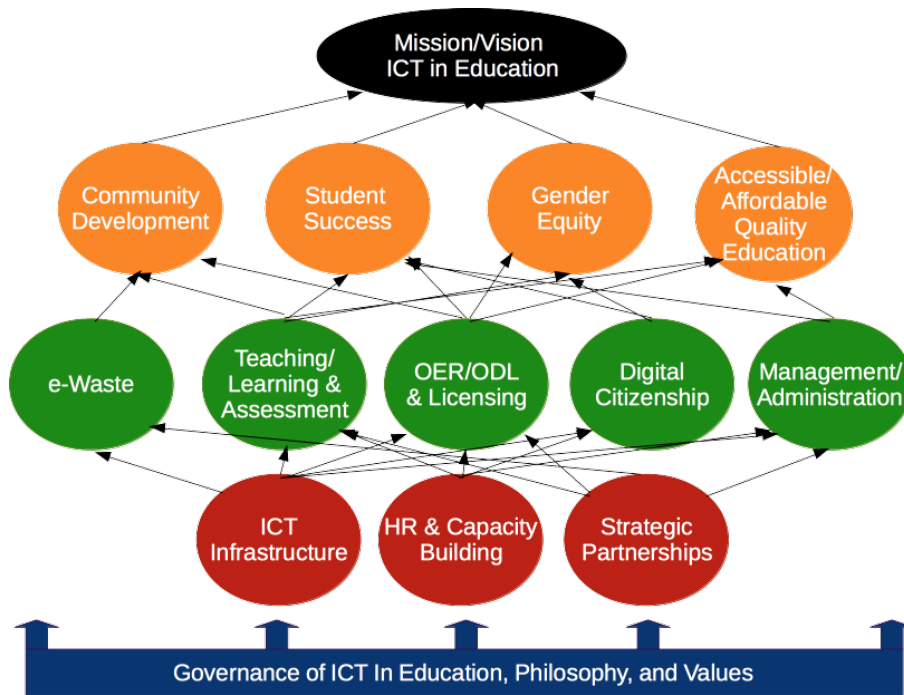 Mission/Vision
ICT in Education
Community
Development
Student
Success
Gender
Equity
Accessible/
Affordable
Quality
Education
e-Waste
Teaching/
Learning &
Assessment
OER/ODL
& Licensing
Digital
Citizenship
Management/
Administration
ICT
Infrastructure
HR & Capacity
Building
Strategic
Partnerships
Governance of ICT In Education, Philosophy, and Values